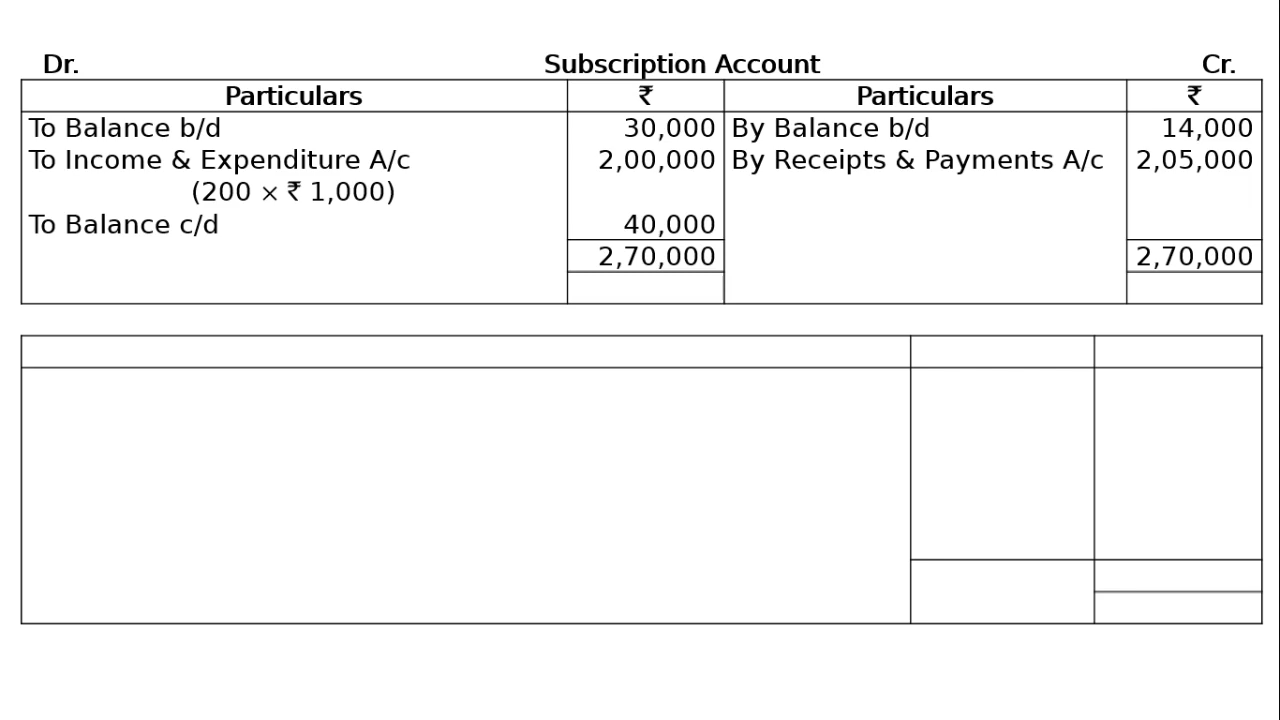 Dr. Subscription Account Cr.
Particulars ₹ Particulars ₹
To Balance b/d 30,000 By Balance b/d 14,000
To Income & Expenditure A/c 2,00,000 By Receipts & Payments A/c 2,05,000
(200 × ₹ 1,000)
To Balance c/d 40,000
2,70,000 2,70,000